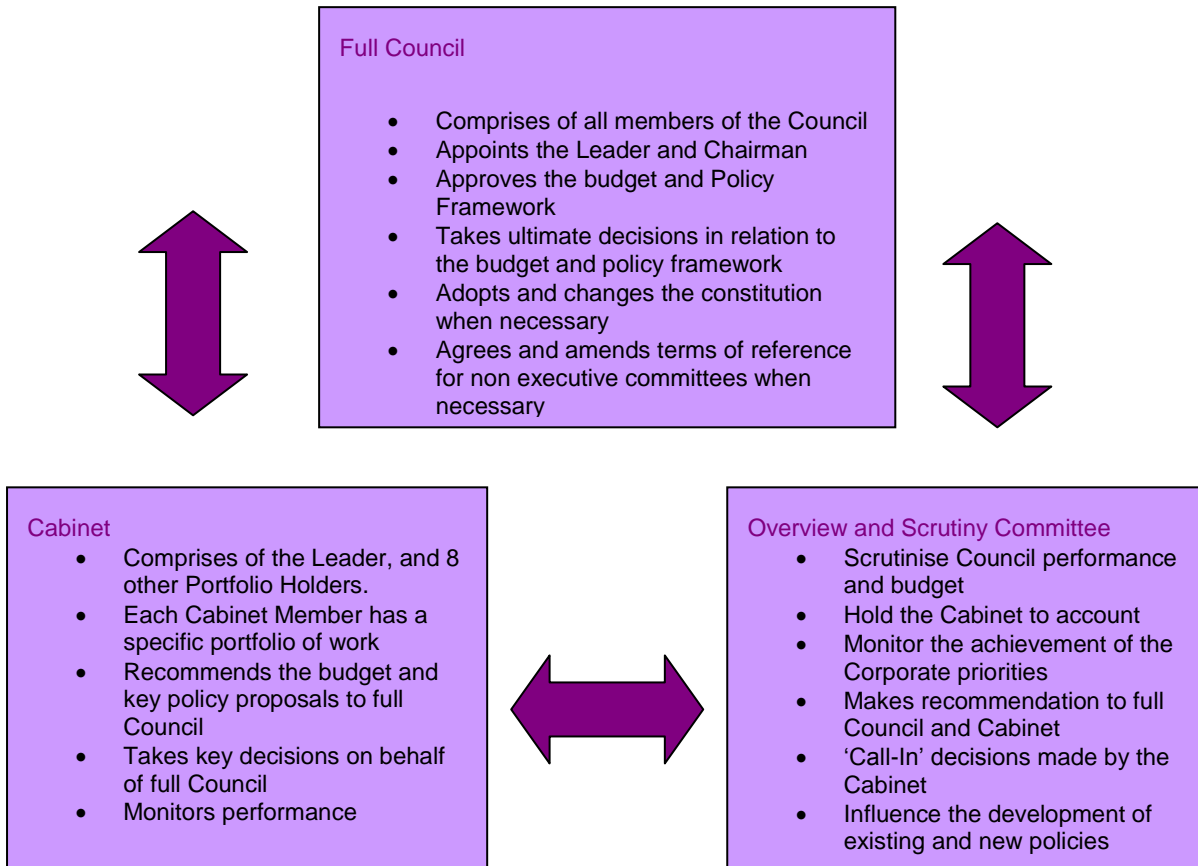 Full Council
• Comprises of all members of the Council
• Appoints the Leader and Chairman
• Approves the budget and Policy
Framework
• Takes ultimate decisions in relation to
the budget and policy framework
• Adopts and changes the constitution
when necessary
• Agrees and amends terms of reference
for non executive committees when
necessary
Cabinet
• Comprises of the Leader, and 8
other Portfolio Holders.
• Each Cabinet Member has a
specific portfolio of work
• Recommends the budget and
key policy proposals to full
Council
• Takes key decisions on behalf
of full Council
• Monitors performance
Overview and Scrutiny Committee
• Scrutinise Council performance
and budget
• Hold the Cabinet to account
• Monitor the achievement of the
Corporate priorities
• Makes recommendation to full
Council and Cabinet
• ‘Call-In’ decisions made by the
Cabinet
• Influence the development of
existing and new policies